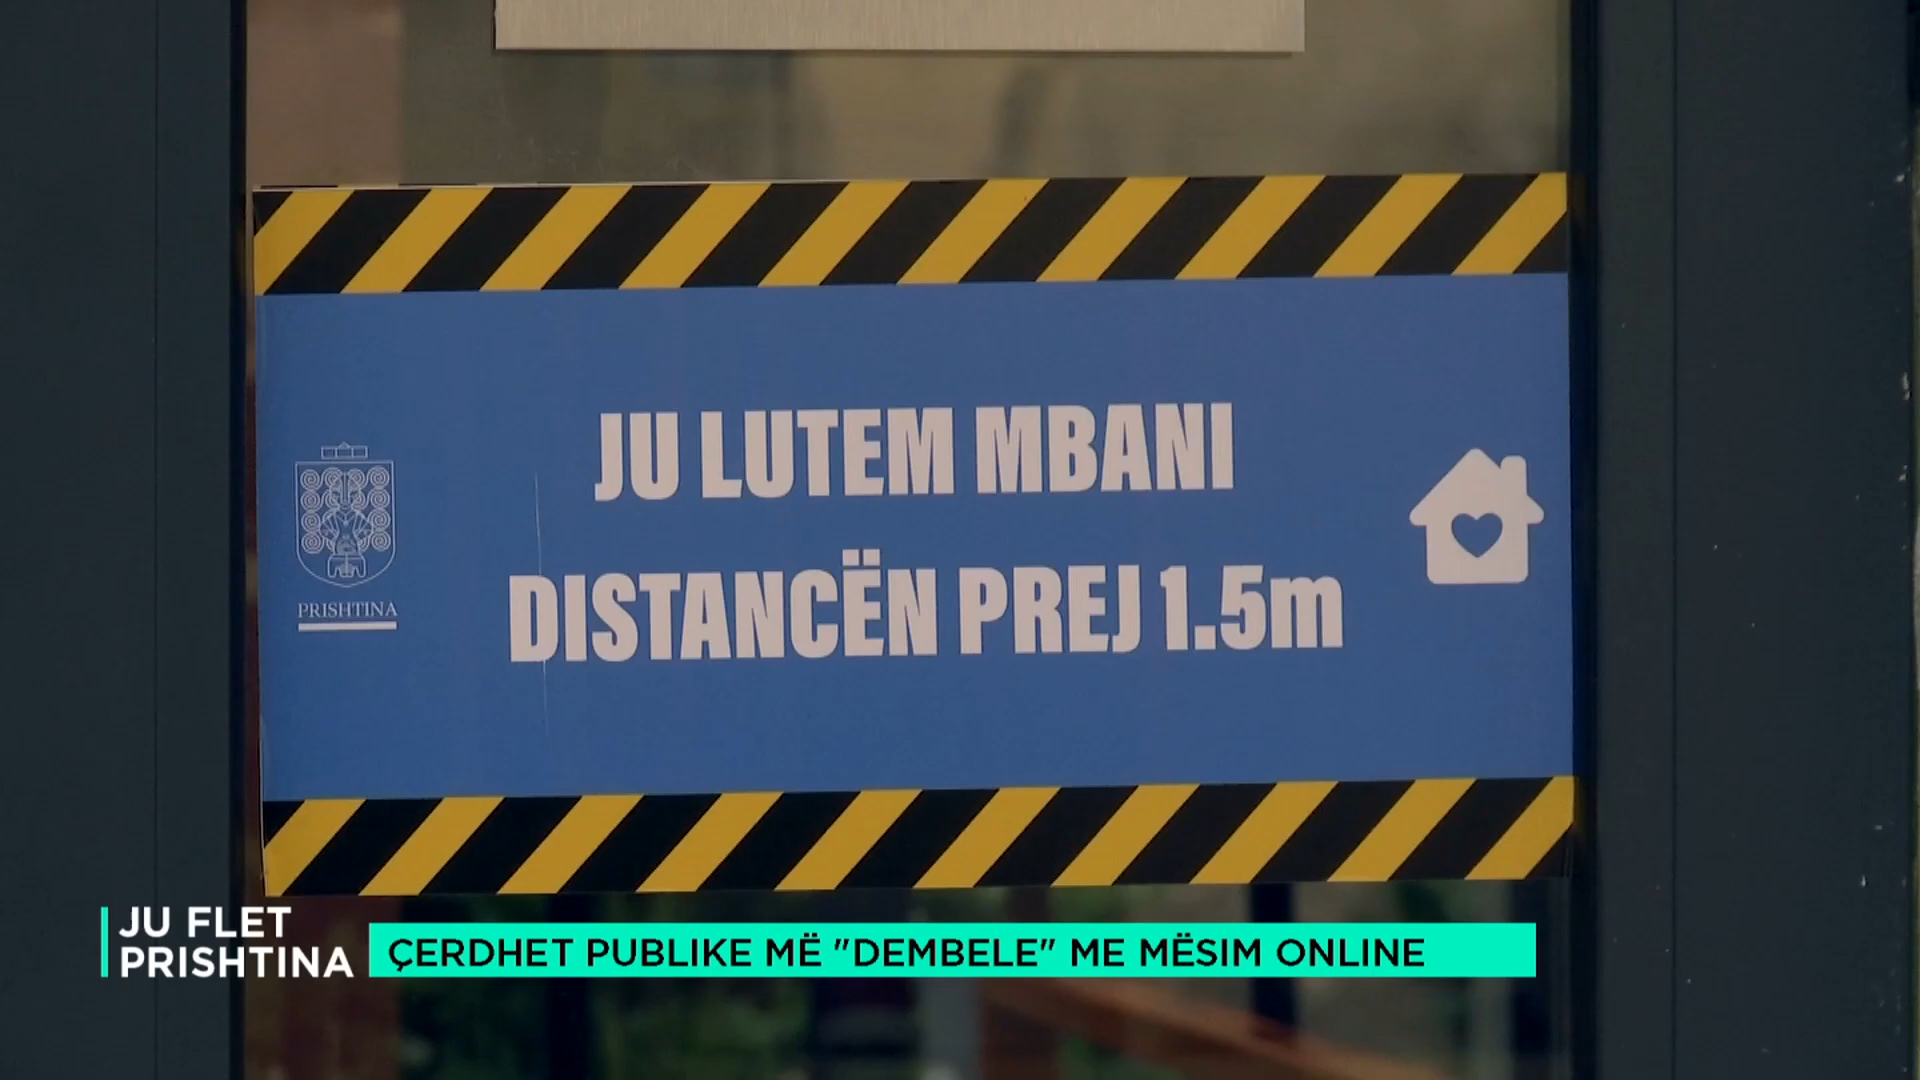 JU LUTEM MBANI
DISTANCËN PREJ 1.5m
PRISHTINA
JU FLET
PRISHTINA
ÇERDHET PUBLIKE MË "DEMBELE" ME MËSIM ONLINE